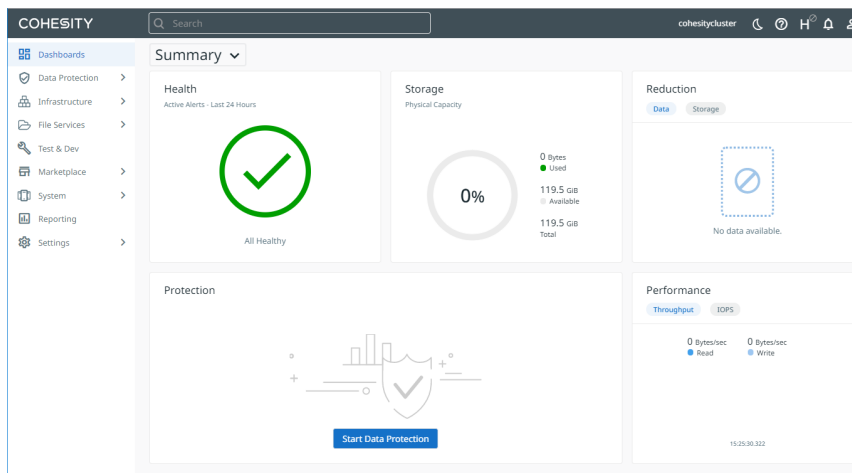 COHESITY
Search
cohesitycluster
H
Dashboards
Data Protection
Infrastructure
File Services
Test & Dev
Marketplace
System
Reporting
Settings
Summary
Health
Active Alerts - Last 24 Hours
All Healthy
Storage
Physical Capacity
0%
0 Bytes
Used
119.5 GiB
Available
119.5 GiB
Total
Reduction
Data Storage
No data available.
Protection
Start Data Protection
Performance
Throughput IOPS
0 Bytes/sec 0 Bytes/sec
Read Write
15:25:30.322